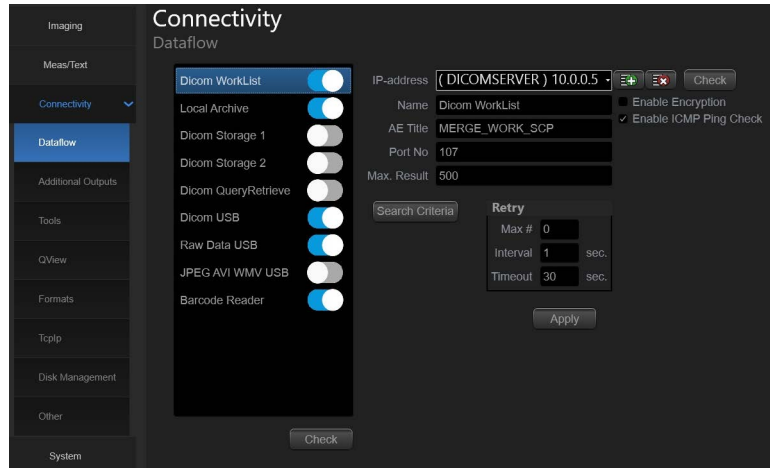 Connectivity
Dataflow
Imaging
Meas/Text
Connectivity
Dataflow
Additional Outputs
Tools
QView
Formats
TcpIp
Disk Management
Other
System
Dicom WorkList
Local Archive
Dicom Storage 1
Dicom Storage 2
Dicom QueryRetrieve
Dicom USB
Raw Data USB
JPEG AVI WMV USB
Barcode Reader
Check
IP-address ( DICOMSERVER ) 10.0.0.5 Check
Name Dicom WorkList Enable Encryption
AE Title MERGE_WORK_SCP Enable ICMP Ping Check
Port No 107
Max. Result 500
Search Criteria
Retry
Max # 0
Interval 1 sec.
Timeout 30 sec.
Apply